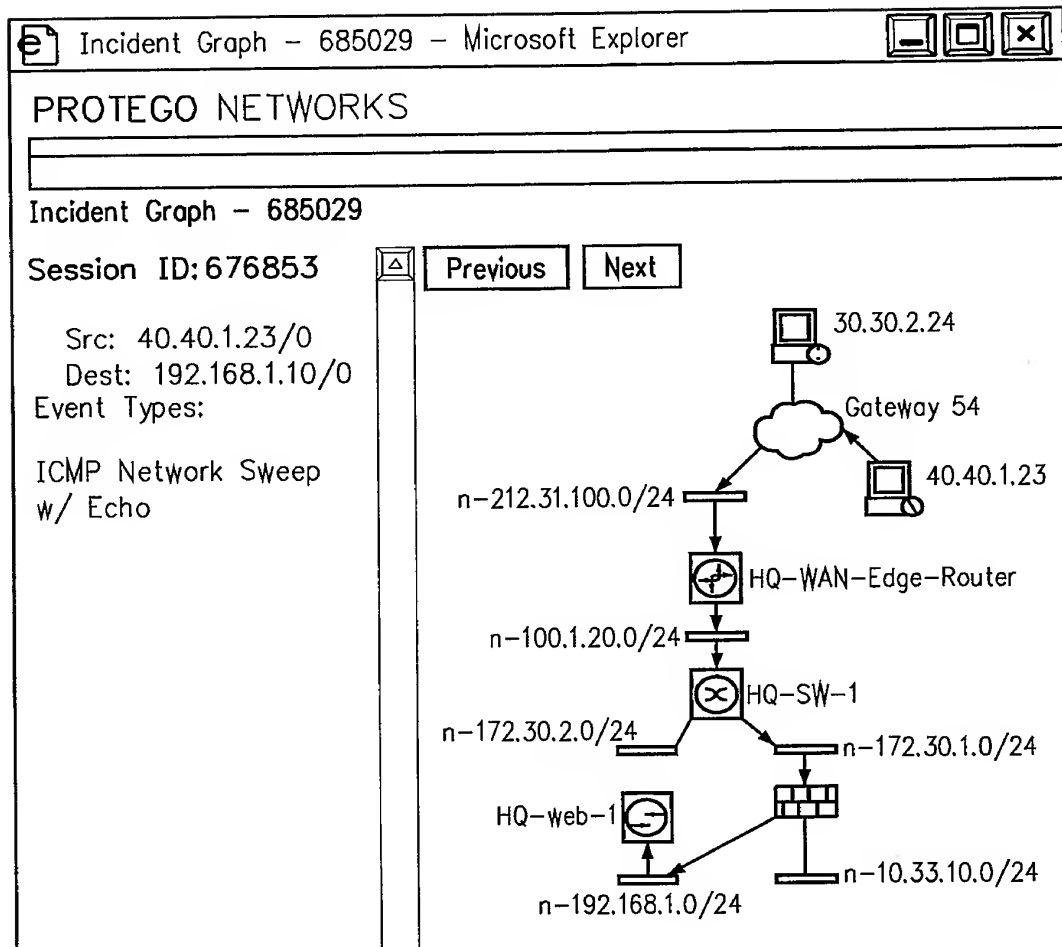 Incident Graph - 685029 - Microsoft Explorer
PROTEGO NETWORKS
Incident Graph - 685029
Session ID: 676853
Previous
Next
Src: 40.40.1.23/0
Dest: 192.168.1.10/0
Event Types:
ICMP Network Sweep
w/ Echo
30.30.2.24
Gateway 54
40.40.1.23
n-212.31.100.0/24
HQ-WAN-Edge-Router
n-100.1.20.0/24
HQ-SW-1
n-172.30.2.0/24
n-172.30.1.0/24
HQ-web-1
n-10.33.10.0/24
n-192.168.1.0/24